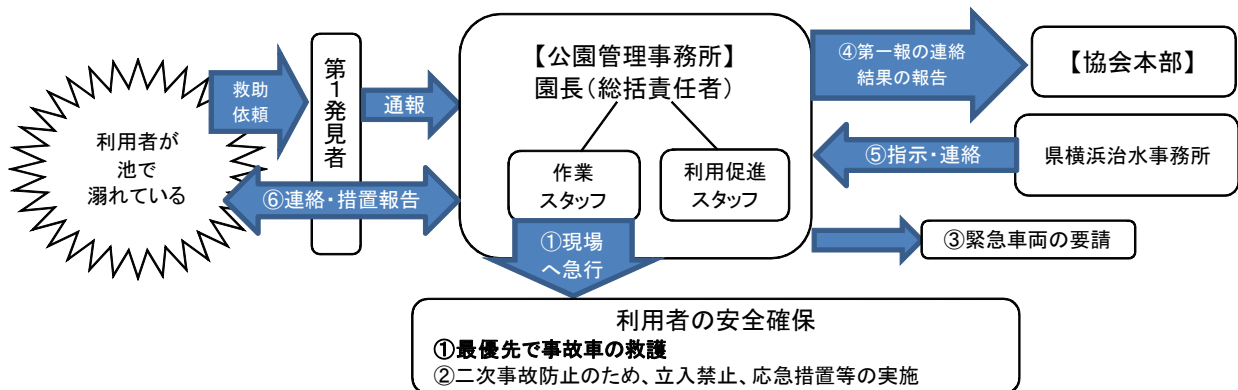 利用者が
池で
溺れている
救助
依頼
第1発見者
通報
⑥連絡・措置報告
【公園管理事務所】
園長(総括責任者)
作業
スタッフ
利用促進
スタッフ
①現場
へ急行
④第一報の連絡
結果の報告
【協会本部】
⑤指示・連絡
県横浜治水事務所
③緊急車両の要請
利用者の安全確保
①最優先で事故車の救護
②二次事故防止のため、立入禁止、応急措置等の実施